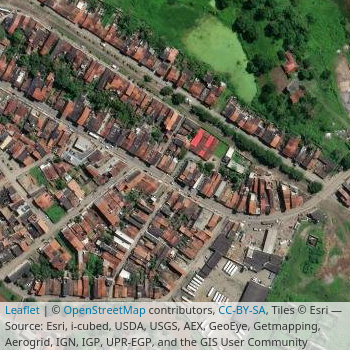 Leaflet | © OpenStreetMap contributors, CC-BY-SA, Tiles © Esri —
Source: Esri, i-cubed, USDA, USGS, AEX, GeoEye, Getmapping,
Aerogrid, IGN, IGP, UPR-EGP, and the GIS User Community